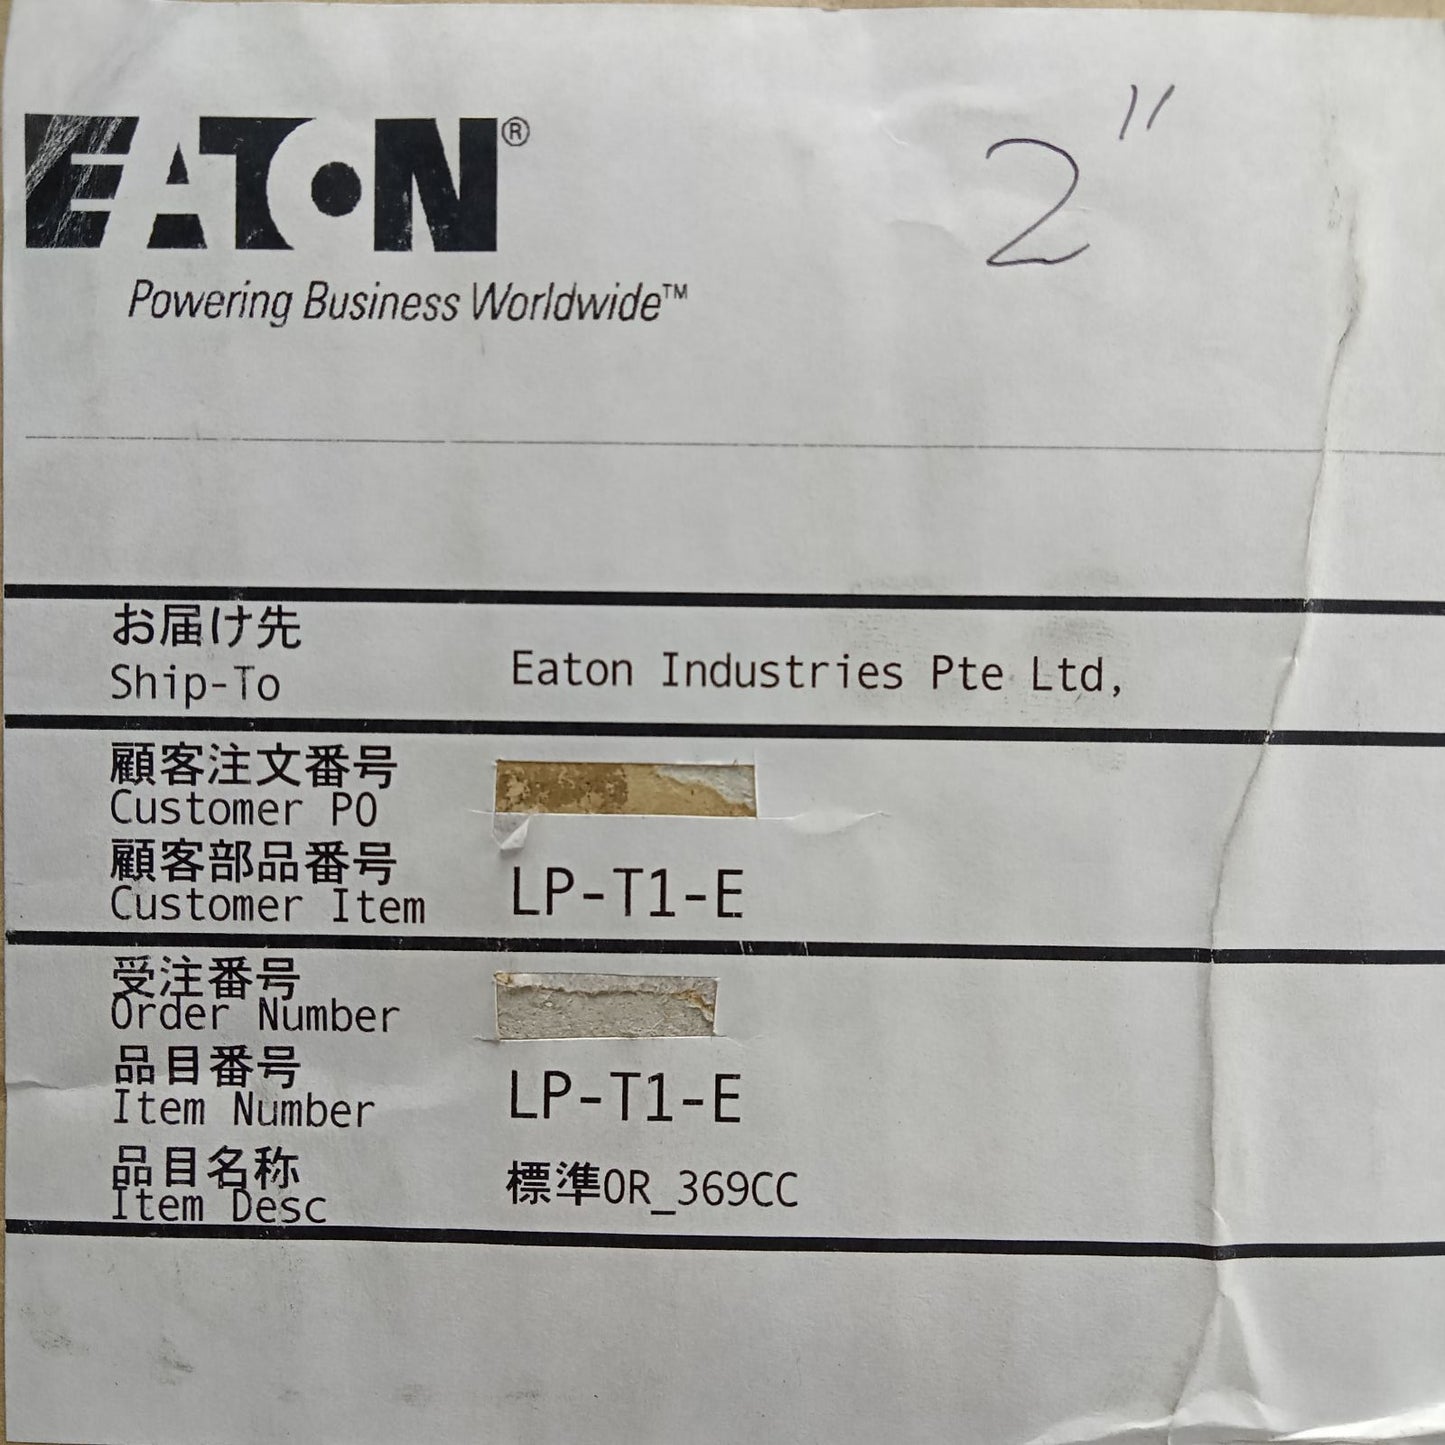 EATON®
2"
Powering Business Worldwide™
お届け先
Ship-To
Eaton Industries Pte Ltd,
顧客注文番号
Customer PO
顧客部品番号
Customer Item
LP-T1-E
受注番号
Order Number
品目番号
Item Number
LP-T1-E
品目名称
Item Desc
標準OR_369CC